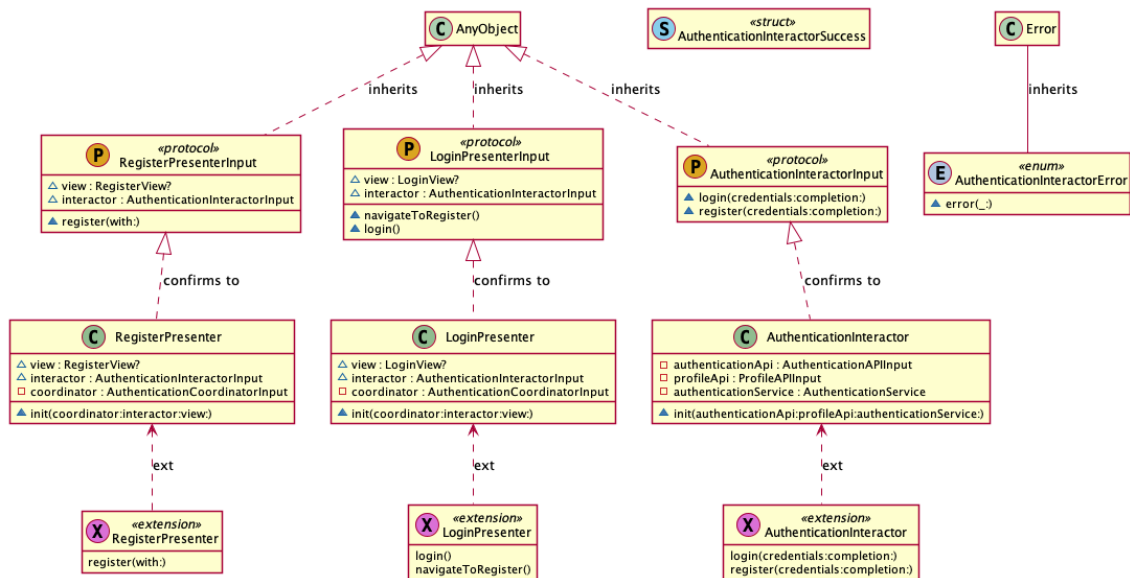 C AnyObject
«struct»
S AuthenticationInteractorSuccess
C Error
inherits
inherits
inherits
inherits
«protocol»
P RegisterPresenterInput
view : RegisterView?
interactor : AuthenticationInteractorInput
register(with:)
«protocol»
P LoginPresenterInput
view : LoginView?
interactor : AuthenticationInteractorInput
navigateToRegister()
login()
«protocol»
P AuthenticationInteractorInput
login(credentials:completion:)
register(credentials:completion:)
«enum»
E AuthenticationInteractorError
error(_:)
confirms to
confirms to
confirms to
C RegisterPresenter
view : RegisterView?
interactor : AuthenticationInteractorInput
coordinator : AuthenticationCoordinatorInput
init(coordinator:interactor:view:)
C LoginPresenter
view : LoginView?
interactor : AuthenticationInteractorInput
coordinator : AuthenticationCoordinatorInput
init(coordinator:interactor:view:)
C AuthenticationInteractor
authenticationApi : AuthenticationAPIInput
profileApi : ProfileAPIInput
authenticationService : AuthenticationService
init(authenticationApi:profileApi:authenticationService:)
ext
ext
ext
«extension»
X RegisterPresenter
register(with:)
«extension»
X LoginPresenter
login()
navigateToRegister()
«extension»
X AuthenticationInteractor
login(credentials:completion:)
register(credentials:completion:)